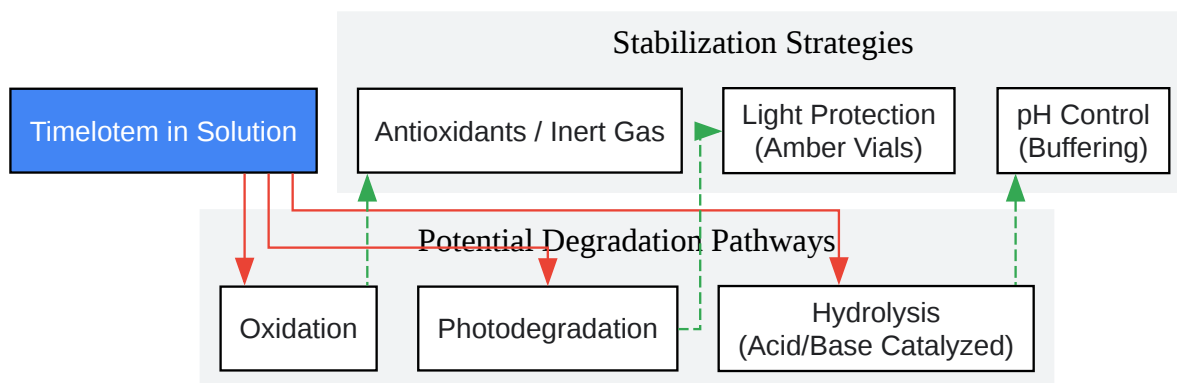 Stabilization Strategies
Timelotem in Solution
Antioxidants / Inert Gas
Light Protection
(Amber Vials)
pH Control
(Buffering)
Potential Degradation Pathways
Oxidation
Photodegradation
Hydrolysis
(Acid/Base Catalyzed)